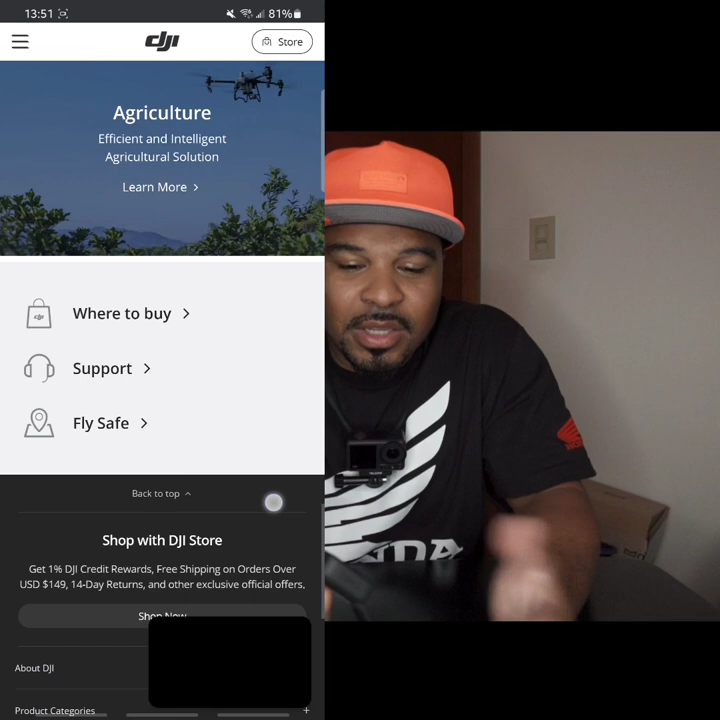 13:51
81%
dji
Store
Agriculture
Efficient and Intelligent
Agricultural Solution
Learn More >
Where to buy >
Support >
Fly Safe >
Back to top
Shop with DJI Store
Get 1% DJI Credit Rewards, Free Shipping on Orders Over
USD $149, 14-Day Returns, and other exclusive official offers.
Shop Now
About DJI
Product Categories +